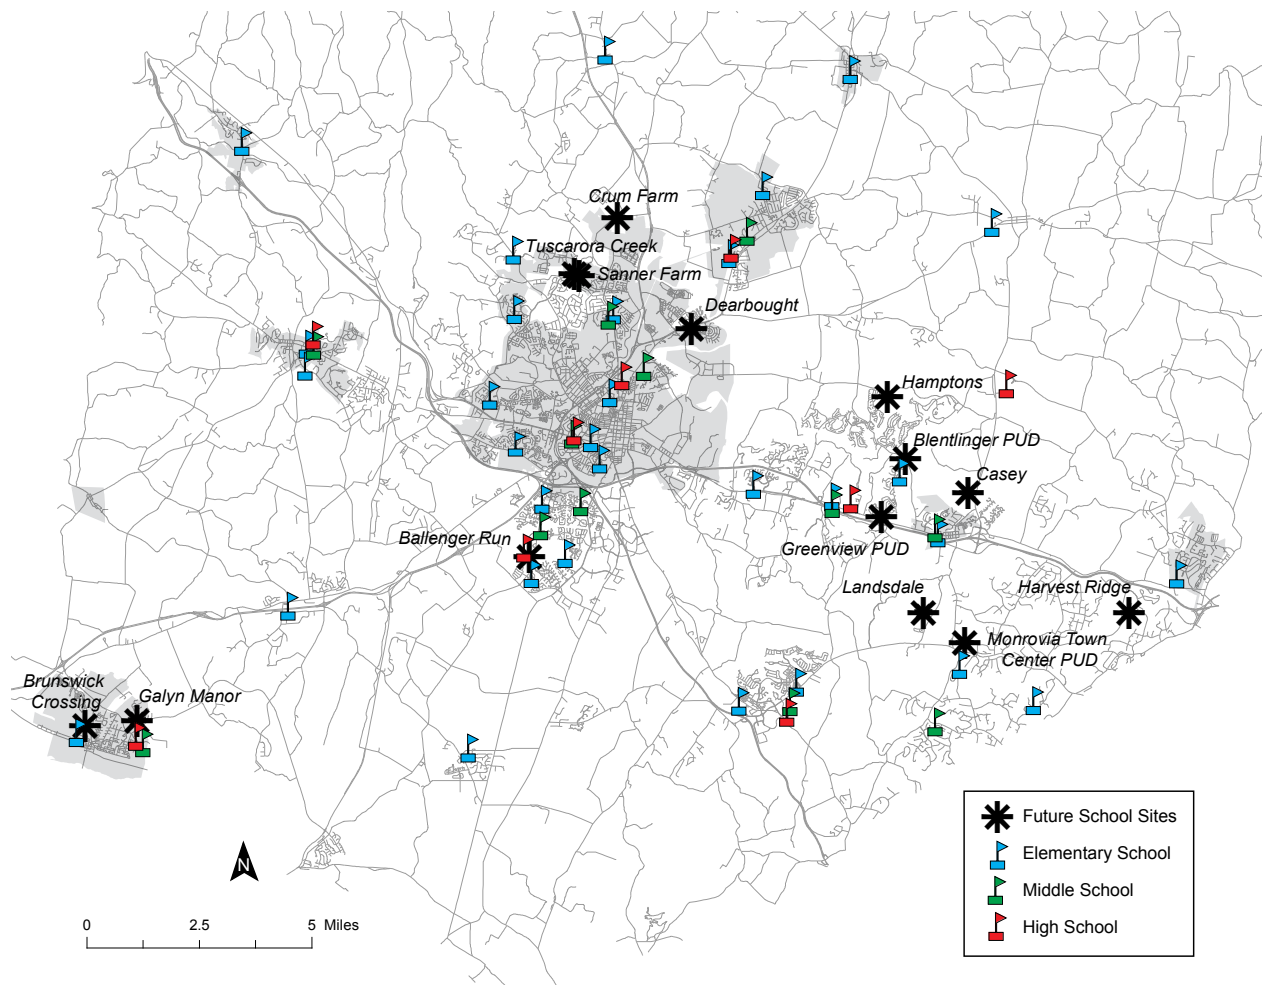 Crum Farm
Tuscarora Creek
Sanner Farm
Dearbought
Hamptons
Blentlinger PUD
Casey
Ballenger Run
Greenview PUD
Landsdale
Harvest Ridge
Monrovia Town
Center PUD
Brunswick
Crossing
Galyn Manor
Future School Sites
Elementary School
Middle School
High School
N
0 2.5 5 Miles